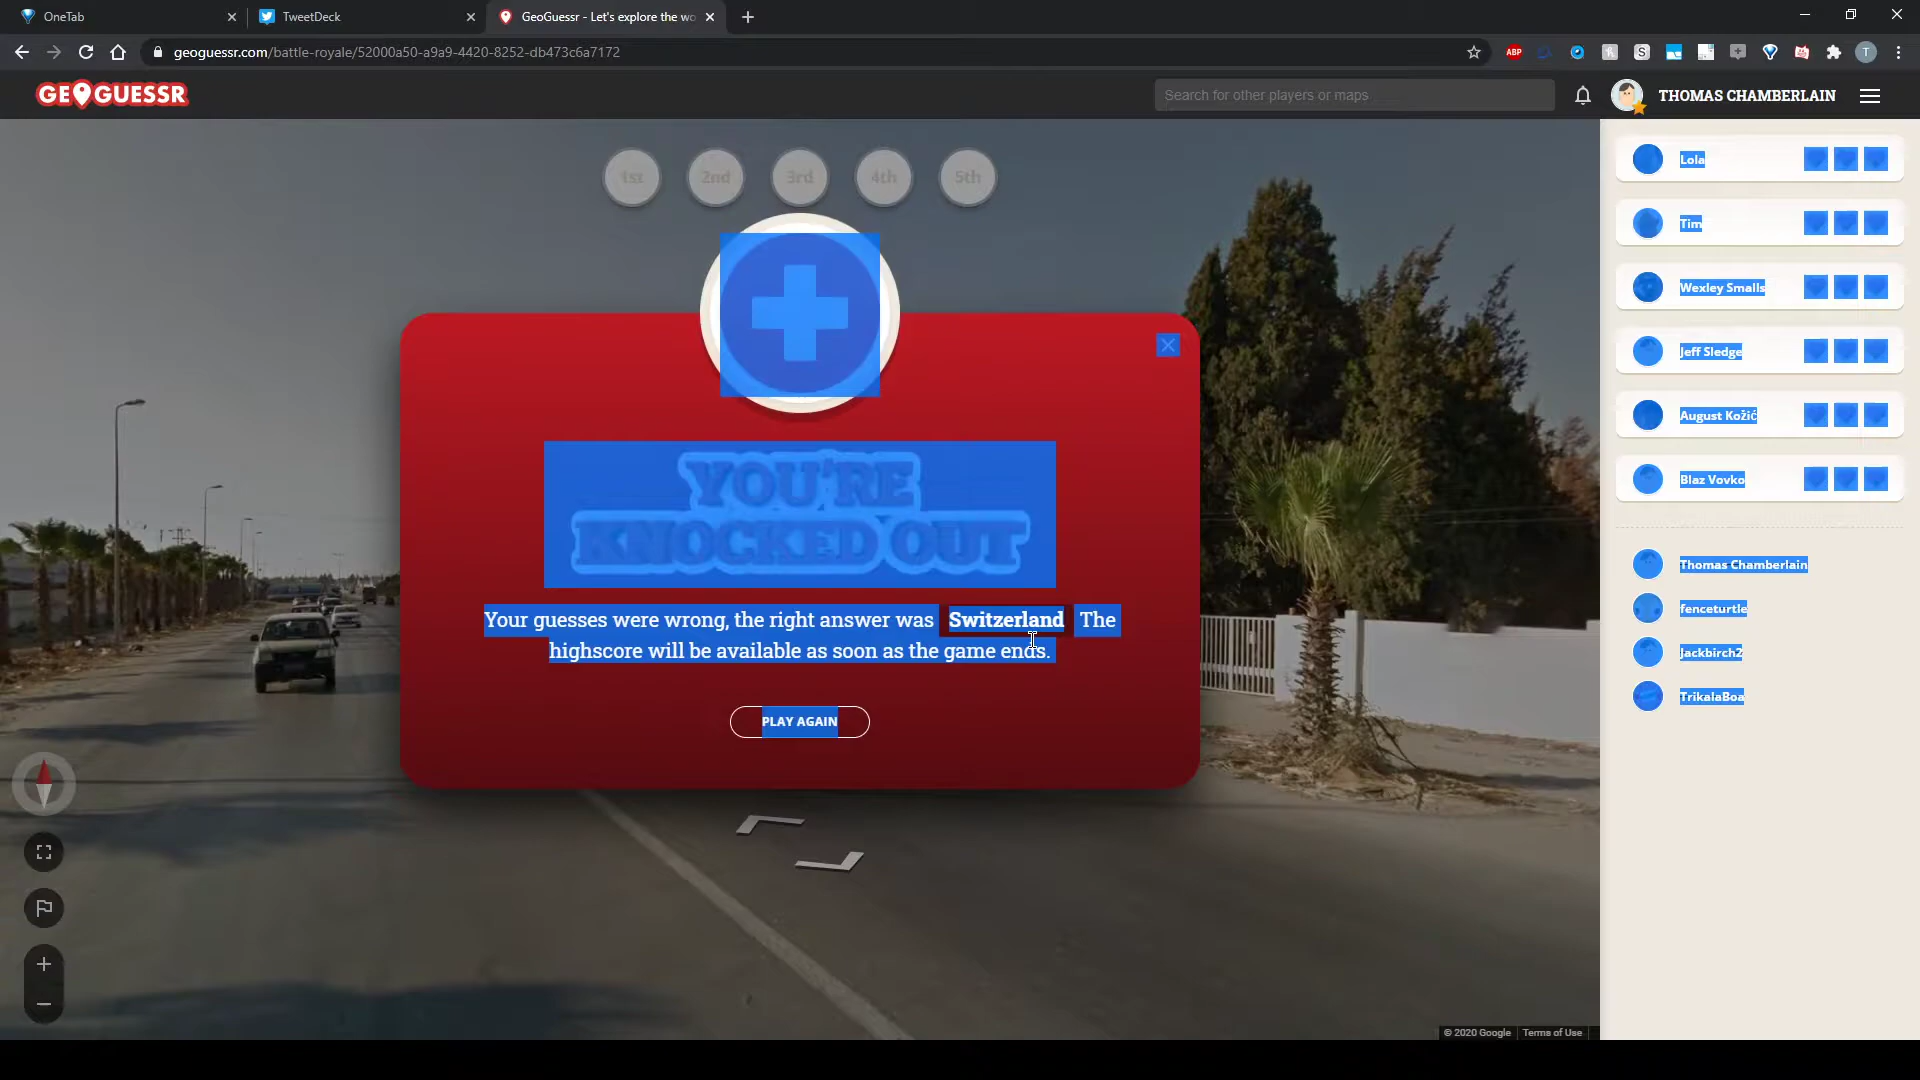 OneTab
TweetDeck
GeoGuessr - Let's explore the wo
geoguessr.com/battle-royale/52000a50-a9a9-4420-8252-db473c6a7172
ABP
S
T
GEOGUESSR
Search for other players or maps
THOMAS CHAMBERLAIN
1st
2nd
3rd
4th
5th
YOU'RE
KNOCKED OUT
Your guesses were wrong, the right answer was Switzerland The
highscore will be available as soon as the game ends.
PLAY AGAIN
Lola
Tim
Wexley Smalls
Jeff Sledge
August Kožić
Blaz Vovko
Thomas Chamberlain
fenceturtle
Jackbirch2
TrikalaBoa
© 2020 Google
Terms of Use